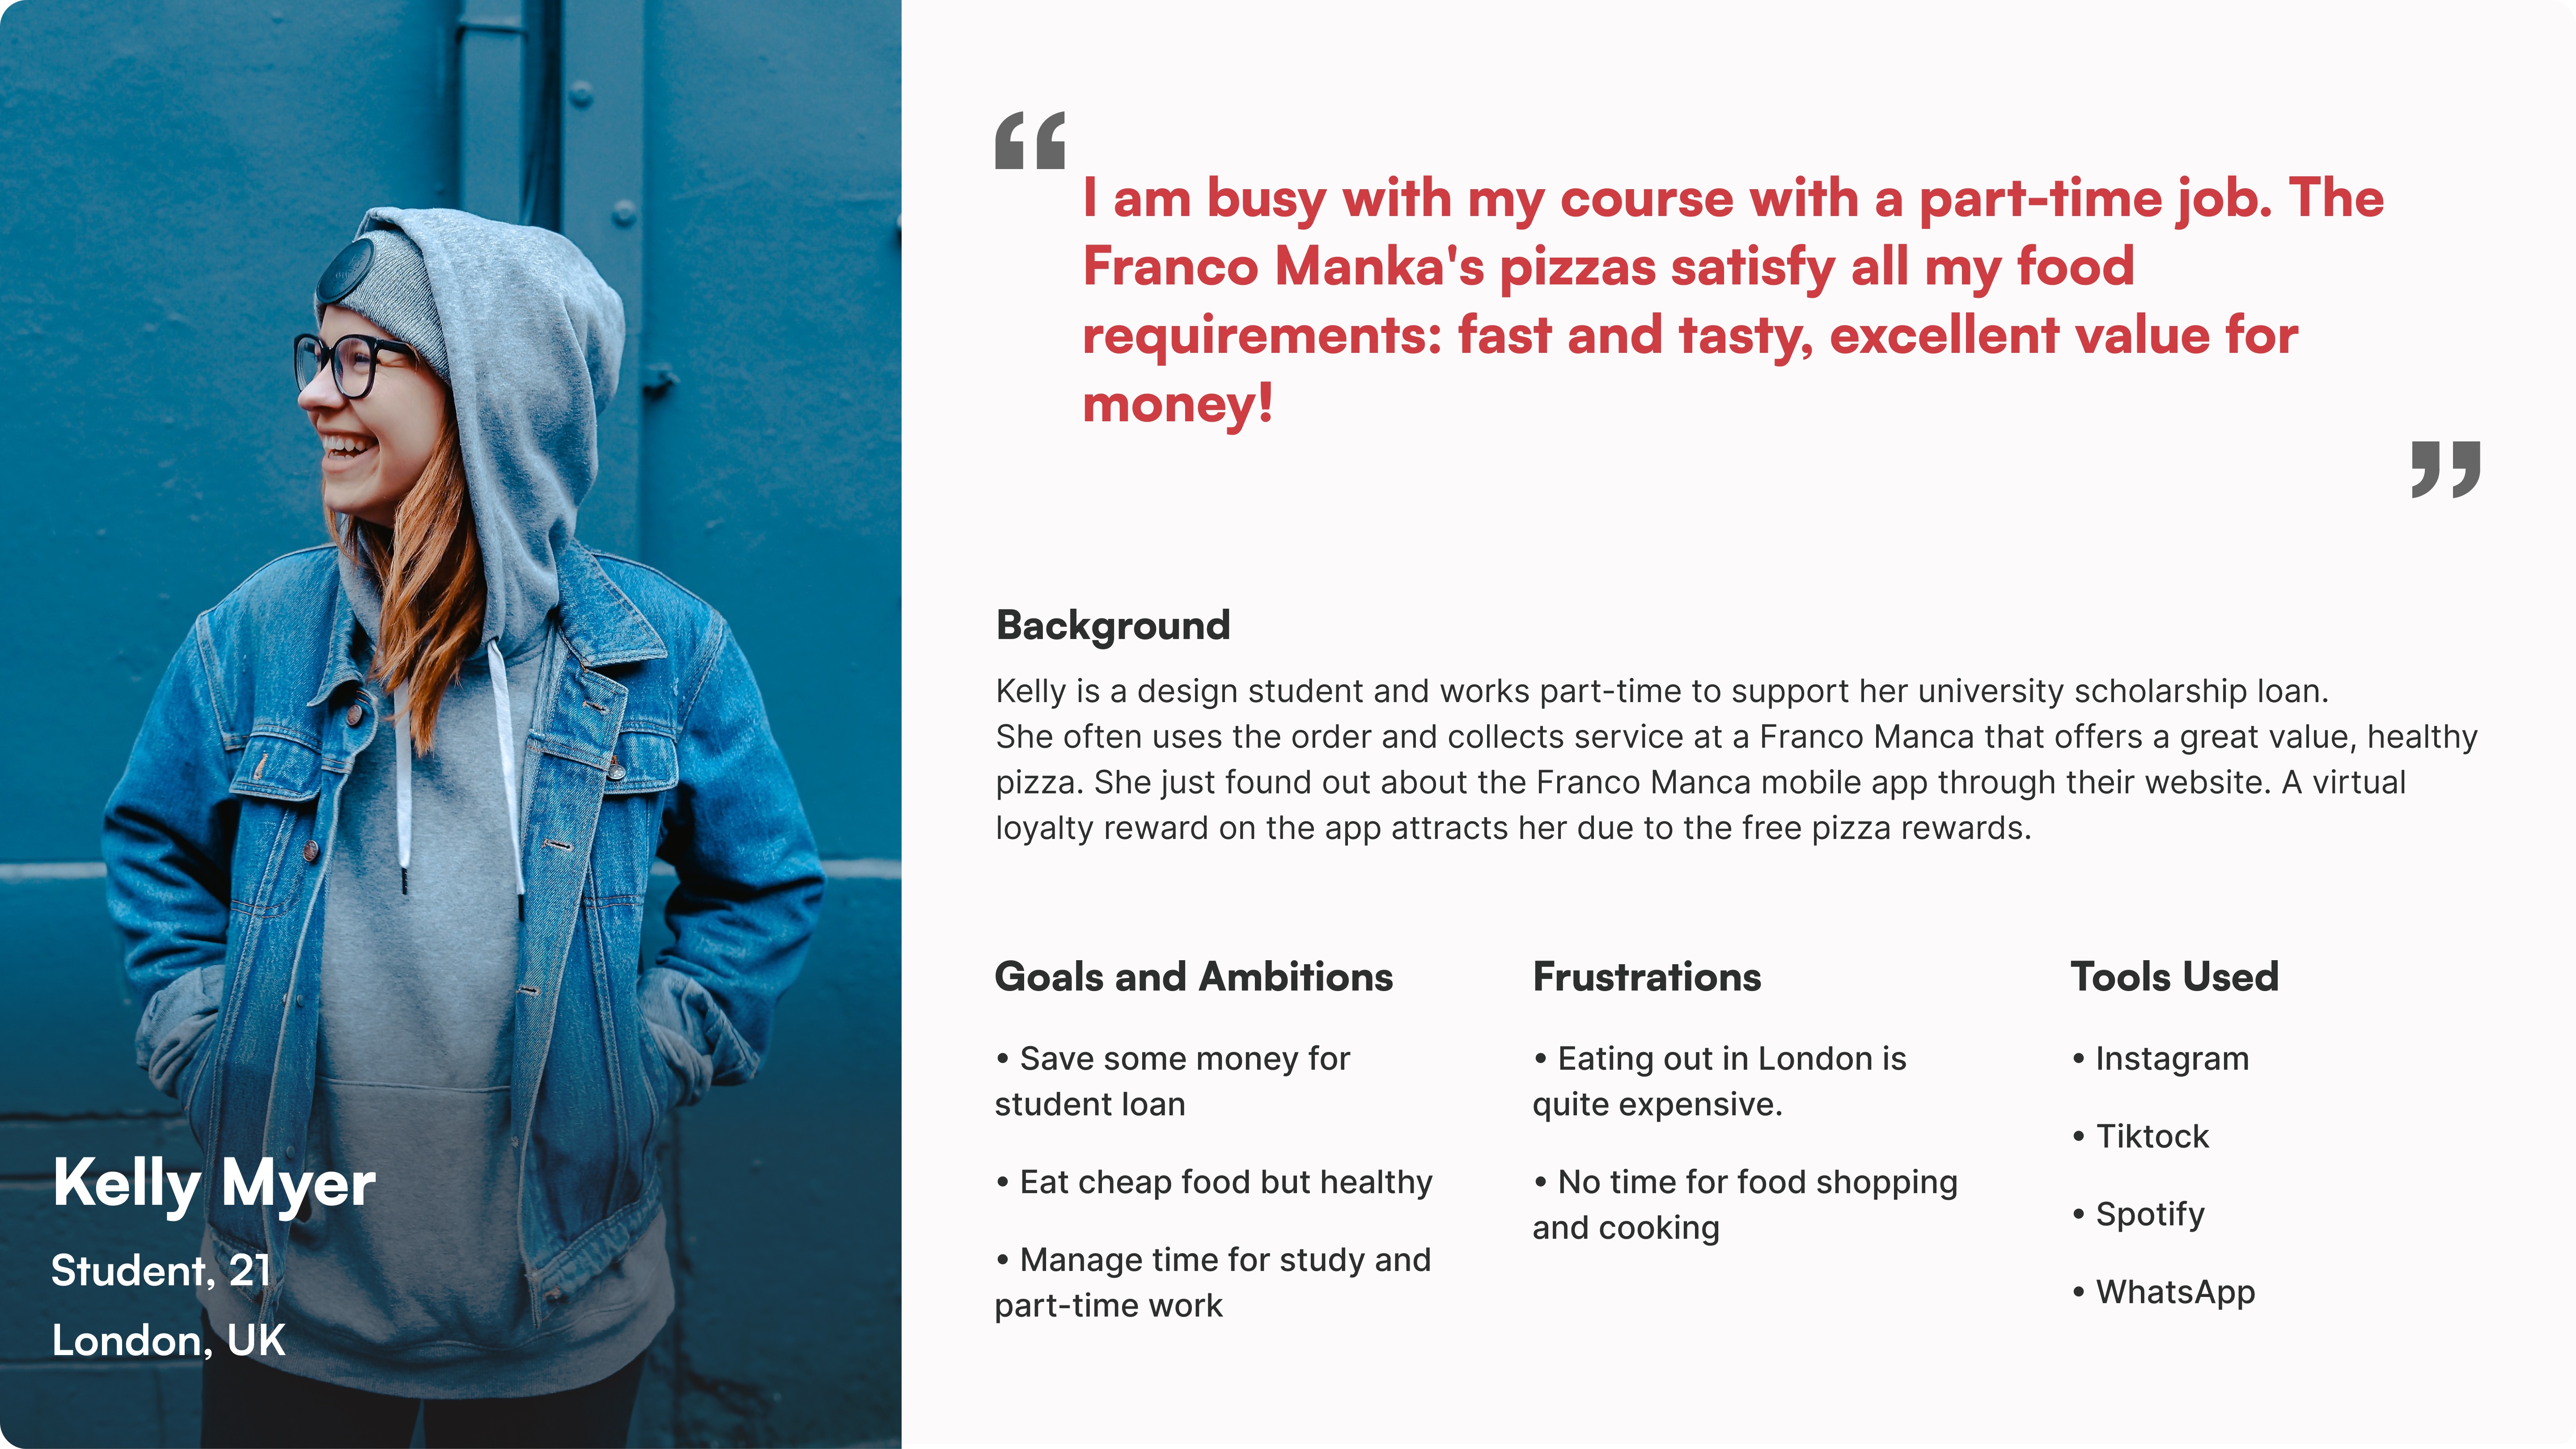 “
I am busy with my course with a part-time job. The
Franco Manka's pizzas satisfy all my food
requirements: fast and tasty, excellent value for
money!
”
Background
Kelly is a design student and works part-time to support her university scholarship loan.
She often uses the order and collects service at a Franco Manca that offers a great value, healthy
pizza. She just found out about the Franco Manca mobile app through their website. A virtual
loyalty reward on the app attracts her due to the free pizza rewards.
Goals and Ambitions
• Save some money for
student loan
• Eat cheap food but healthy
• Manage time for study and
part-time work
Frustrations
• Eating out in London is
quite expensive.
• No time for food shopping
and cooking
Tools Used
• Instagram
• Tiktock
• Spotify
• WhatsApp
Kelly Myer
Student, 21
London, UK